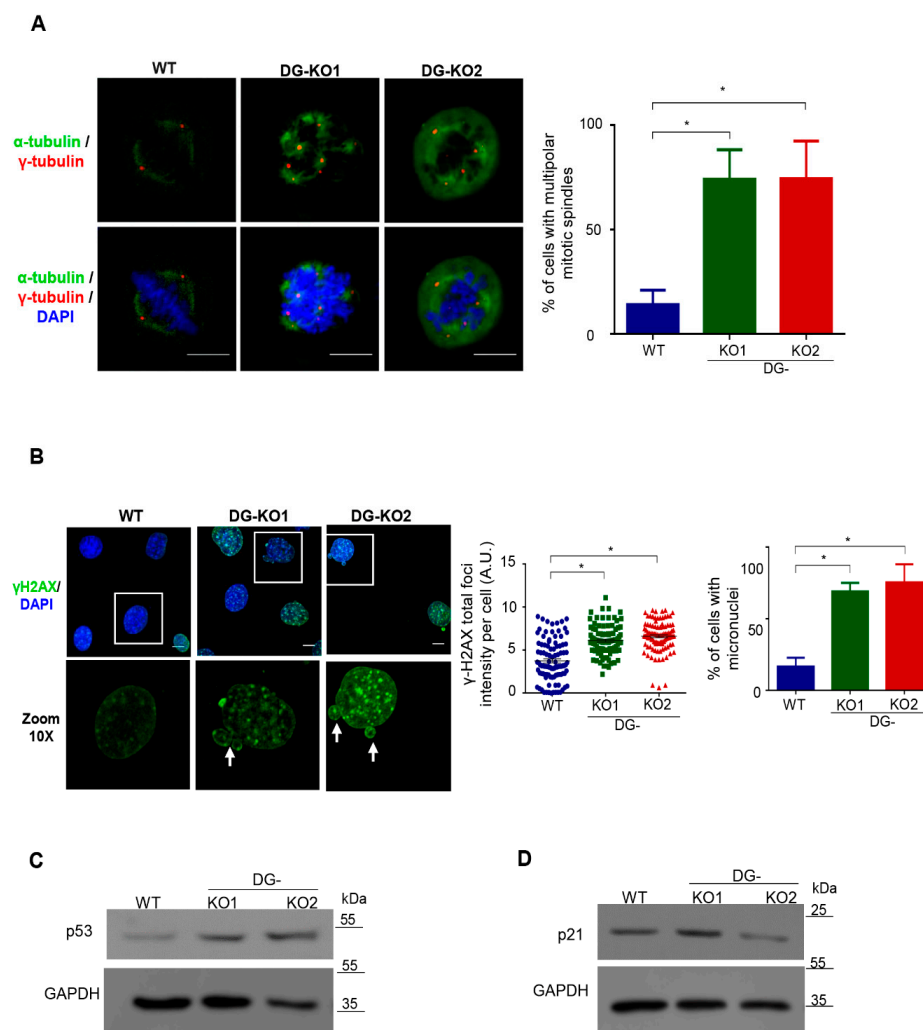 A
WT
DG-KO1
DG-KO2
α-tubulin /
γ-tubulin
α-tubulin /
γ-tubulin /
DAPI
% of cells with multipolar
mitotic spindles
100
50
0
*
*
WT
KO1
KO2
DG-
B
WT
DG-KO1
DG-KO2
γH2AX/
DAPI
Zoom
10X
γ-H2AX total foci
intensity per cell (A.U.)
15
10
5
0
*
*
WT
KO1
KO2
DG-
% of cells with
micronuclei
100
50
0
*
*
WT
KO1
KO2
DG-
C
DG-
WT
KO1
KO2
kDa
p53
55
GAPDH
55
35
D
DG-
WT
KO1
KO2
kDa
p21
25
GAPDH
55
35